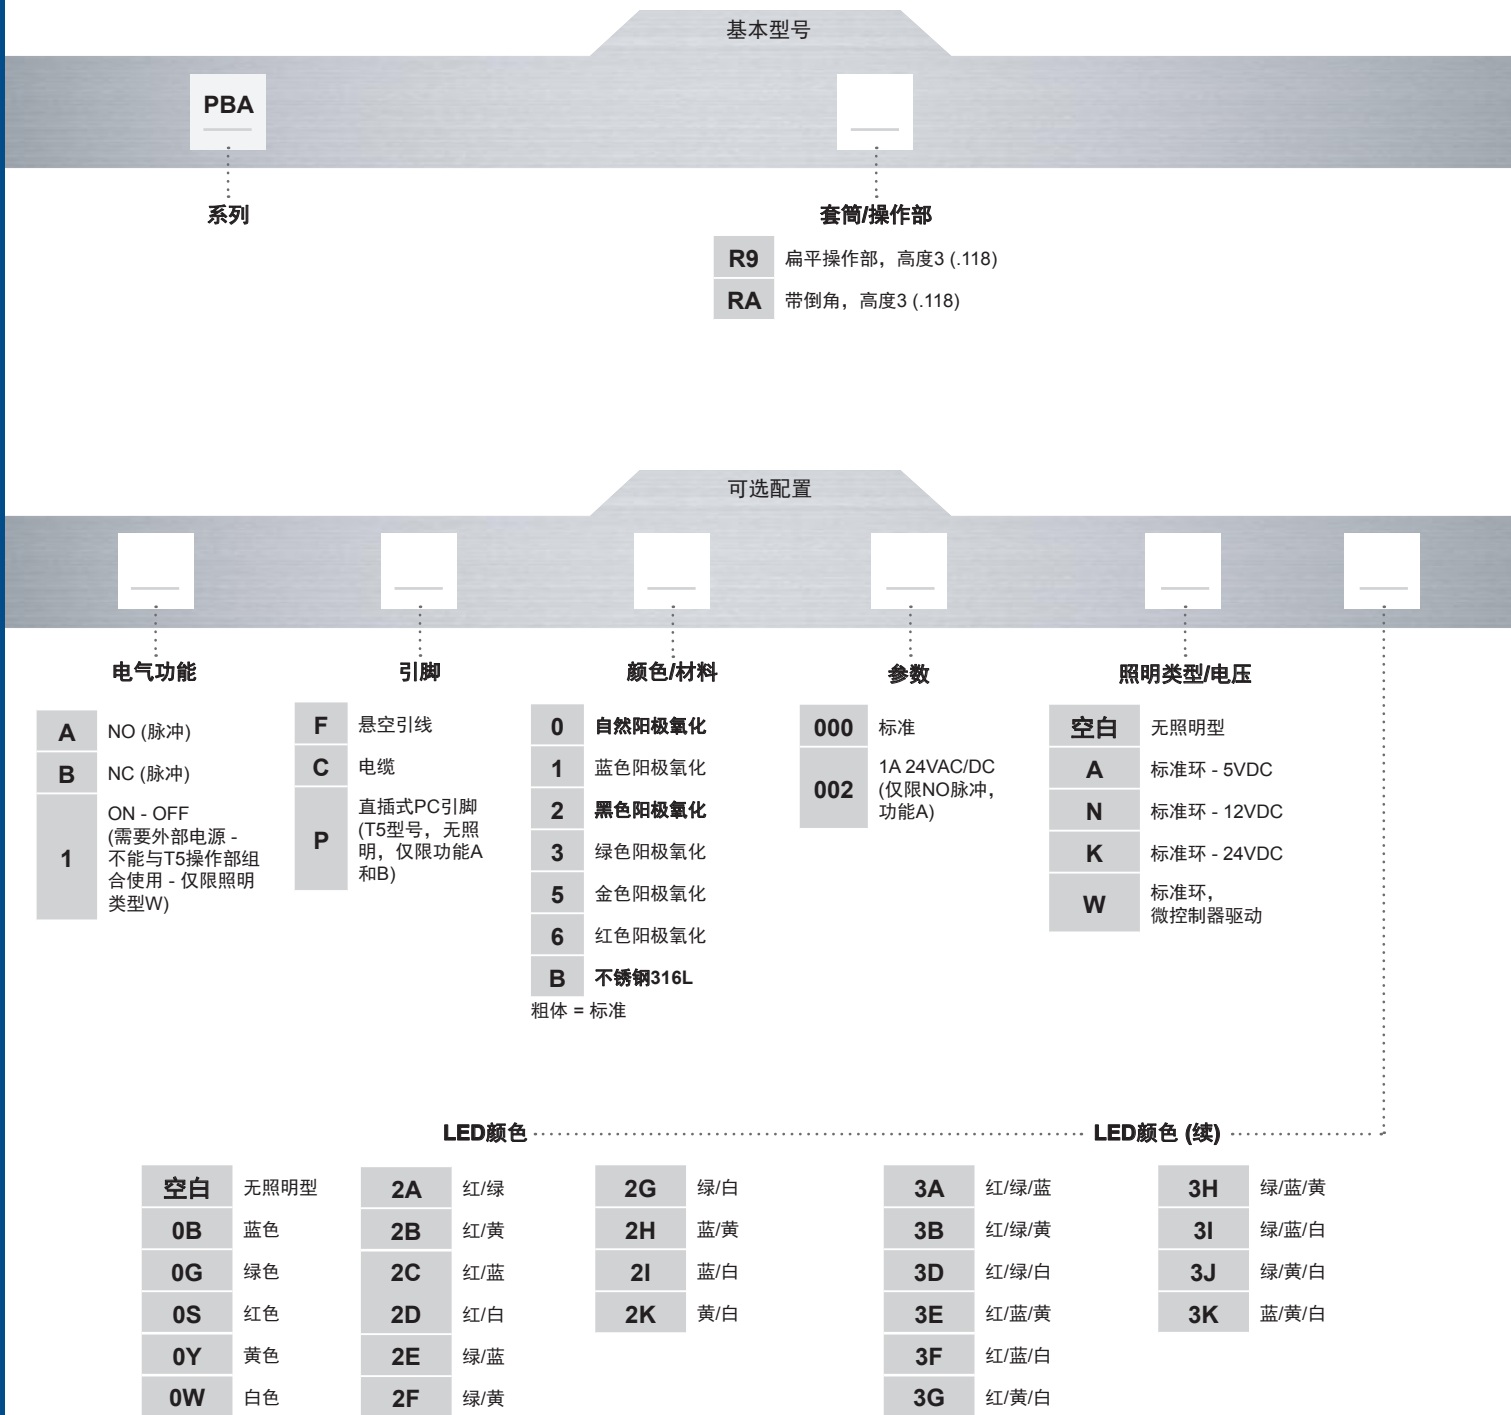 基本型号
PBA
系列
套筒/操作部
R9 扁平操作部，高度3 (.118)
RA 带倒角，高度3 (.118)
可选配置
电气功能
A NO (脉冲)
B NC (脉冲)
1
ON - OFF
(需要外部电源 -
不能与T5操作部组
合使用 - 仅限照明
类型W)
引脚
F 悬空引线
C 电缆
P
直插式PC引脚
(T5型号，无照
明，仅限功能A
和B)
颜色/材料
0 自然阳极氧化
1 蓝色阳极氧化
2 黑色阳极氧化
3 绿色阳极氧化
5 金色阳极氧化
6 红色阳极氧化
B 不锈钢316L
粗体 = 标准
参数
000 标准
002
1A 24VAC/DC
(仅限NO脉冲，
功能A)
照明类型/电压
空白 无照明型
A 标准环 - 5VDC
N 标准环 - 12VDC
K 标准环 - 24VDC
W
标准环，
微控制器驱动
LED颜色
空白 无照明型
0B 蓝色
0G 绿色
0S 红色
0Y 黄色
0W 白色
2A 红/绿
2B 红/黄
2C 红/蓝
2D 红/白
2E 绿/蓝
2F 绿/黄
2G 绿/白
2H 蓝/黄
2I 蓝/白
2K 黄/白
LED颜色 (续)
3A 红/绿/蓝
3B 红/绿/黄
3D 红/绿/白
3E 红/蓝/黄
3F 红/蓝/白
3G 红/黄/白
3H 绿/蓝/黄
3I 绿/蓝/白
3J 绿/黄/白
3K 蓝/黄/白